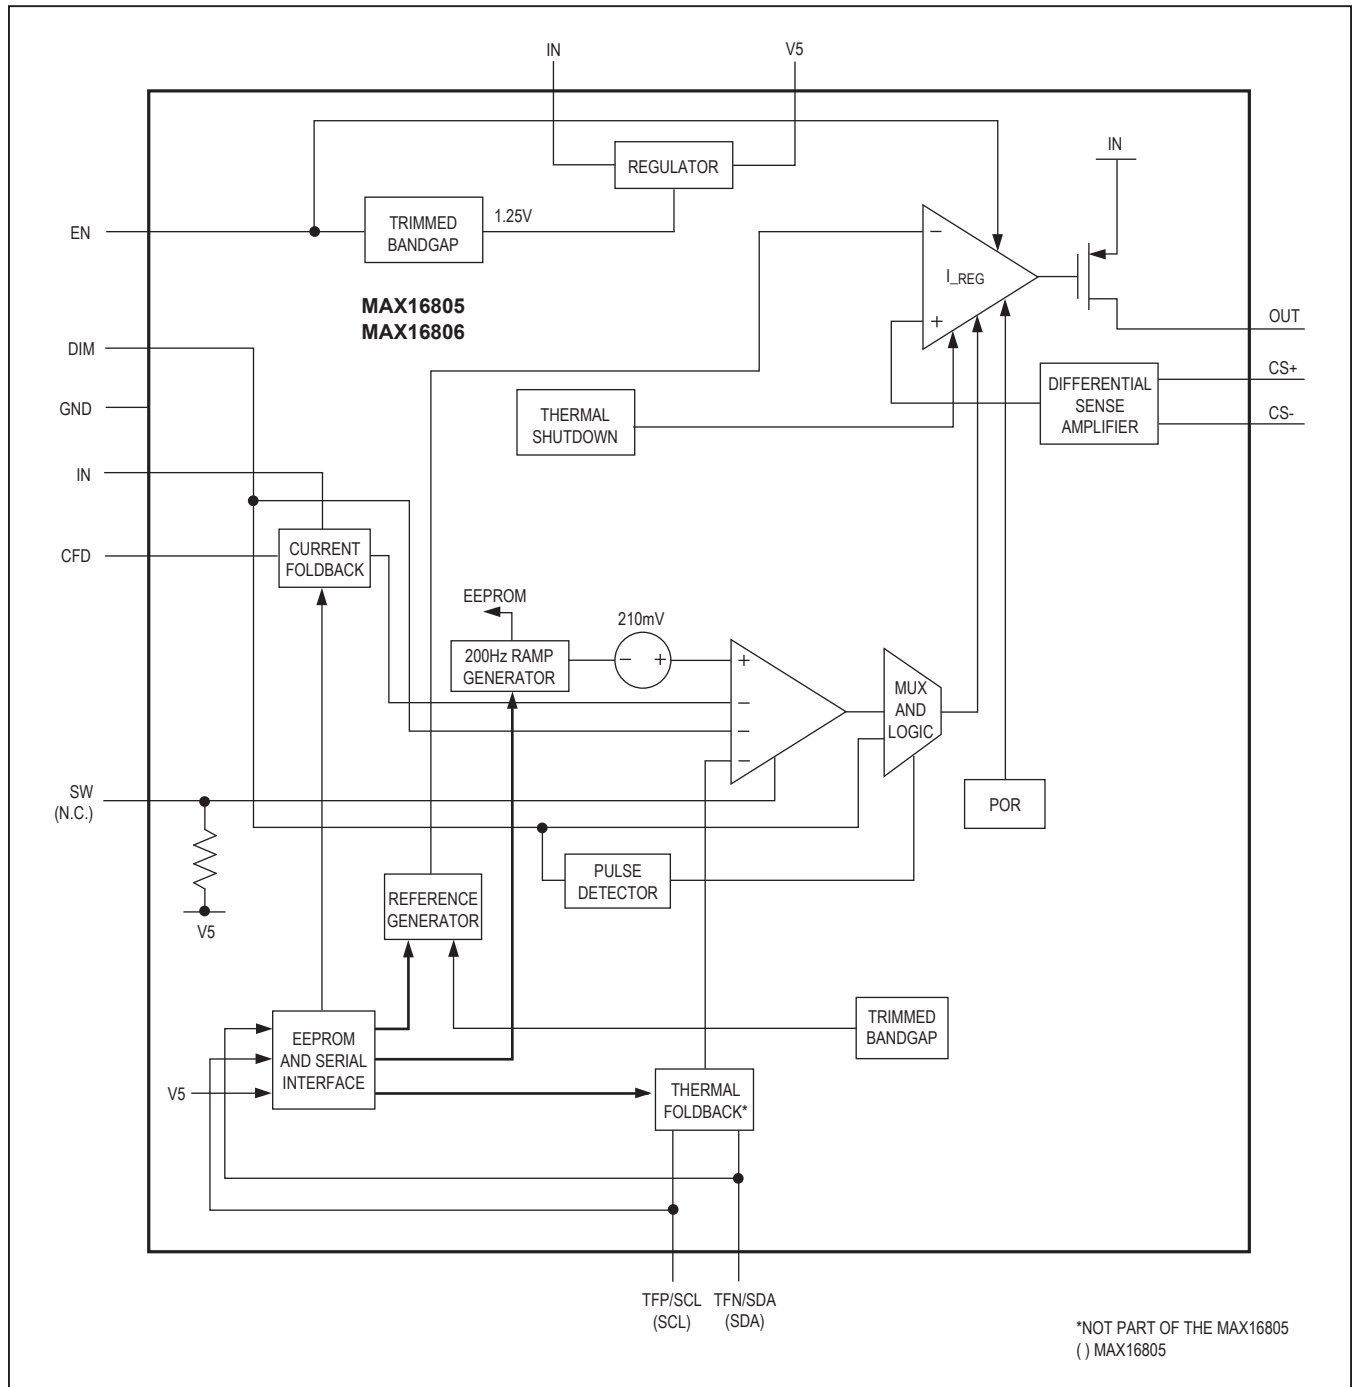 IN
V5
IN
REGULATOR
EN
TRIMMED
BANDGAP
1.25V
−
I_REG
+
MAX16805
MAX16806
OUT
DIM
CS+
DIFFERENTIAL
SENSE
AMPLIFIER
CS-
GND
THERMAL
SHUTDOWN
IN
CFD
CURRENT
FOLDBACK
EEPROM
210mV
200Hz RAMP
GENERATOR
− +
+
−
−
−
MUX
AND
LOGIC
SW
(N.C.)
POR
PULSE
DETECTOR
REFERENCE
GENERATOR
V5
TRIMMED
BANDGAP
EEPROM
AND SERIAL
INTERFACE
V5
THERMAL
FOLDBACK*
TFP/SCL
(SCL)
TFN/SDA
(SDA)
*NOT PART OF THE MAX16805
( ) MAX16805